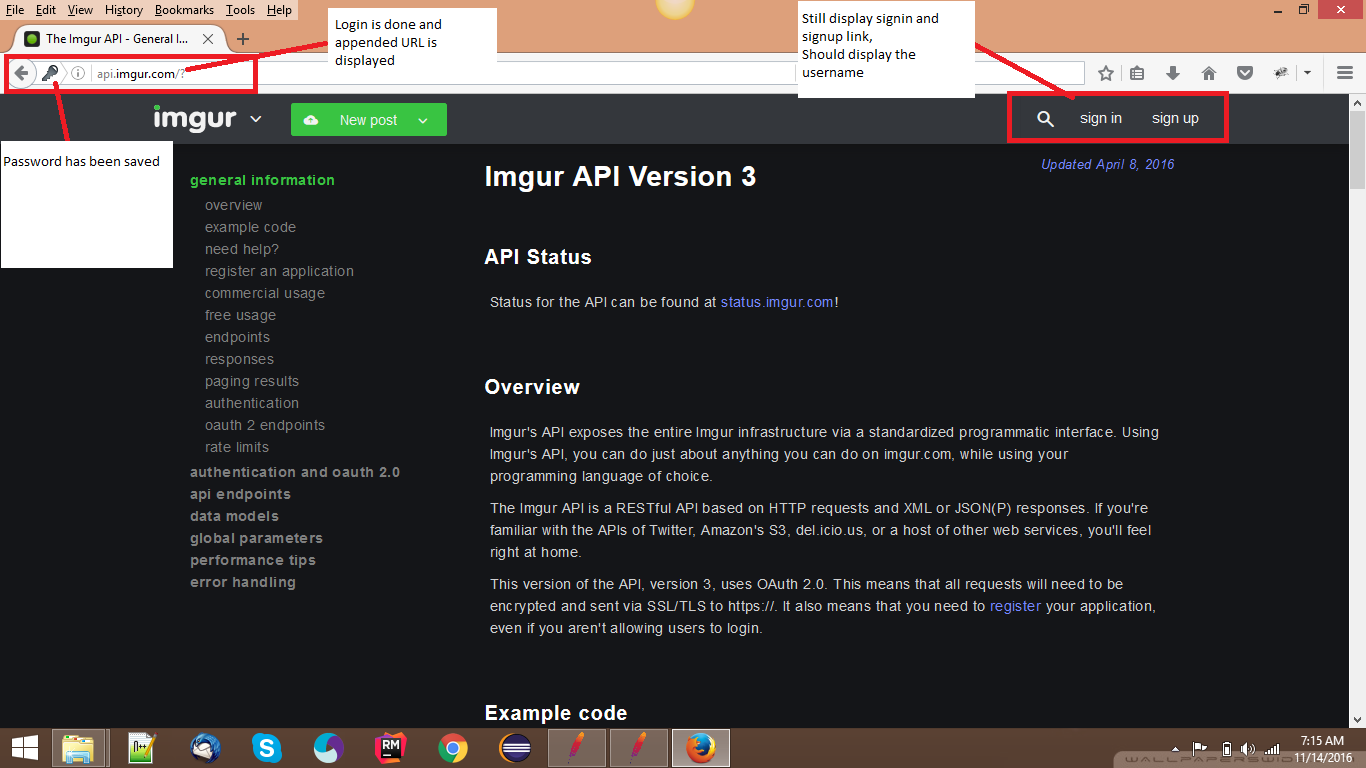 File Edit View History Bookmarks Tools Help
Login is done and
appended URL is
displayed
Still display signin and
signup link,
Should display the
username
The Imgur API - General I...
api.imgur.com/?
imgur
New post
sign in
sign up
Password has been saved
Updated April 8, 2016
general information
overview
example code
need help?
register an application
commercial usage
free usage
endpoints
responses
paging results
authentication
oauth 2 endpoints
rate limits
authentication and oauth 2.0
api endpoints
data models
global parameters
performance tips
error handling
Imgur API Version 3
API Status
Status for the API can be found at status.imgur.com!
Overview
Imgur's API exposes the entire Imgur infrastructure via a standardized programmatic interface. Using
Imgur's API, you can do just about anything you can do on imgur.com, while using your
programming language of choice.
The Imgur API is a RESTful API based on HTTP requests and XML or JSON(P) responses. If you're
familiar with the APIs of Twitter, Amazon's S3, del.icio.us, or a host of other web services, you'll feel
right at home.
This version of the API, version 3, uses OAuth 2.0. This means that all requests will need to be
encrypted and sent via SSL/TLS to https://. It also means that you need to register your application,
even if you aren't allowing users to login.
Example code
RM
7:15 AM
11/14/2016